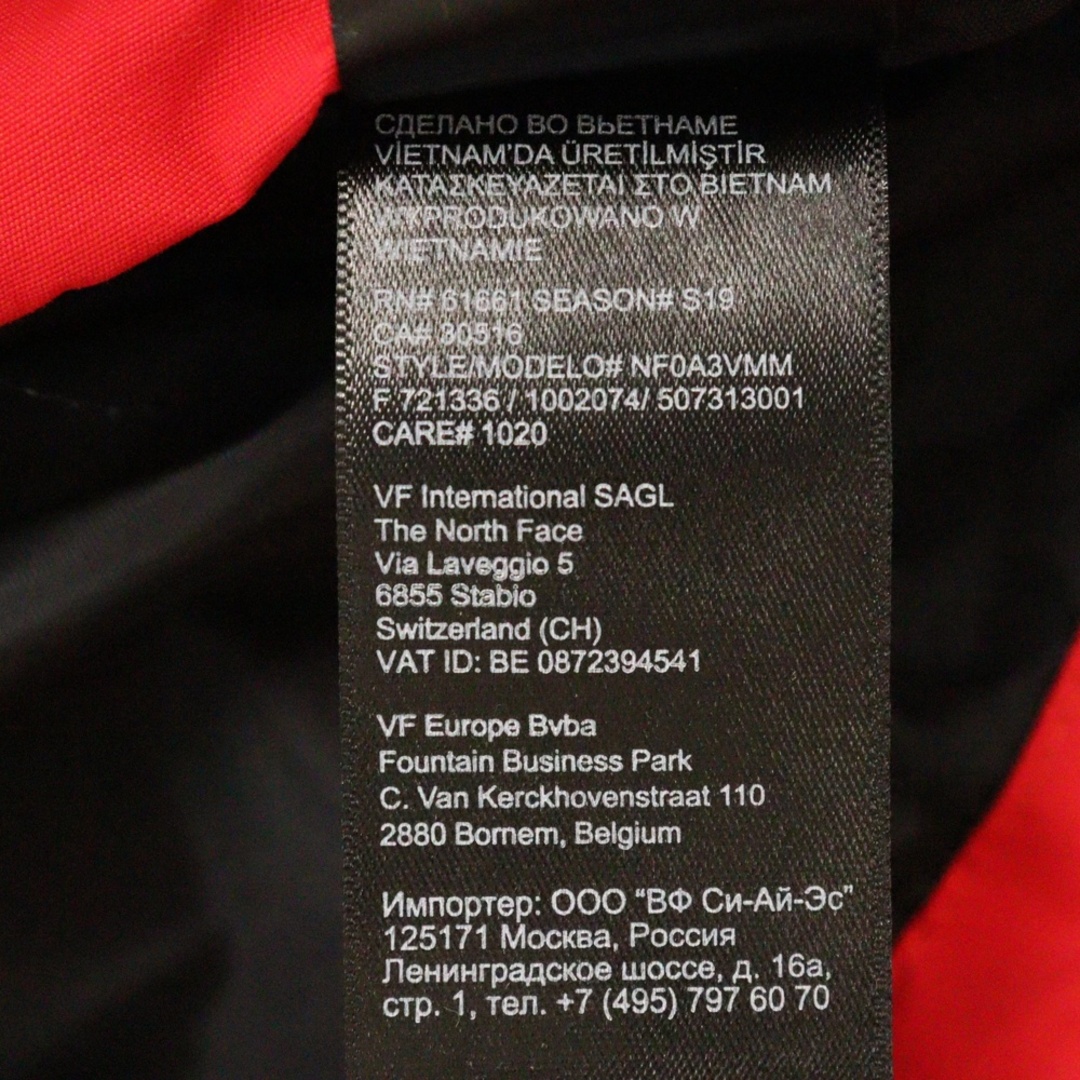 СДЕЛАНО ВО ВЬЕТНАМЕ
VİETNAM'DA ÜRETİLMİŞTİR
ΚΑΤΑΣΚΕΥΑΖΕΤΑΙ ΣΤΟ ΒΙΕΤΝΑΜ
WYPRODUKOWANO W
WIETNAMIE
RN# 61661 SEASON# S19
CA# 30516
STYLE/MODELO# NF0A3VMM
F 721336 / 1002074/ 507313001
CARE# 1020
VF International SAGL
The North Face
Via Laveggio 5
6855 Stabio
Switzerland (CH)
VAT ID: BE 0872394541
VF Europe Bvba
Fountain Business Park
C. Van Kerckhovenstraat 110
2880 Bornem, Belgium
Импортер: ООО “ВФ Си-Ай-Эс”
125171 Москва, Россия
Ленинградское шоссе, д. 16а,
стр. 1, тел. +7 (495) 797 60 70